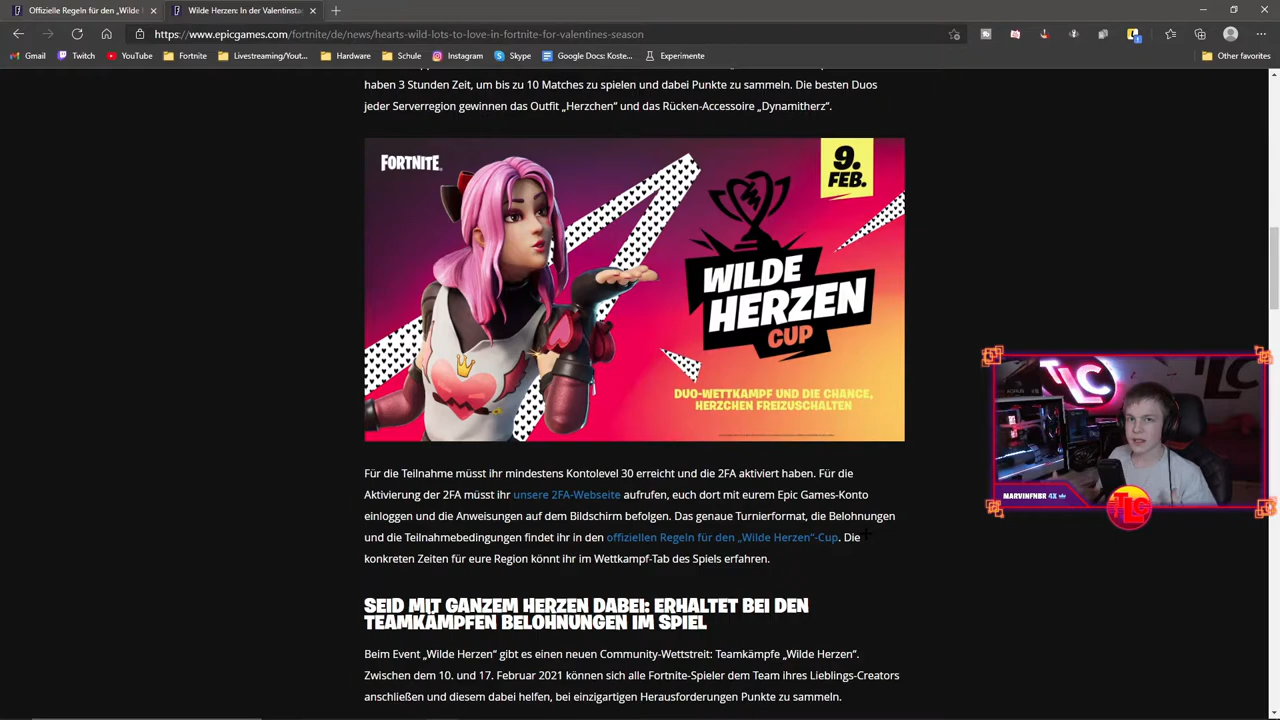 Offizielle Regeln für den „Wilde
Wilde Herzen: In der Valentinsta
https://www.epicgames.com/fortnite/de/news/hearts-wild-lots-to-love-in-fortnite-for-valentines-season
Gmail
Twitch
YouTube
Fortnite
Livestreaming/Yout...
Hardware
Schule
Instagram
Skype
Google Docs: Koste...
Experimente
Other favorites
haben 3 Stunden Zeit, um bis zu 10 Matches zu spielen und dabei Punkte zu sammeln. Die besten Duos
jeder Serverregion gewinnen das Outfit „Herzchen“ und das Rücken-Accessoire „Dynamitherz“.
FORTNITE
9.
FEB.
WILDE
HERZEN
CUP
DUO-WETTKAMPF UND DIE CHANCE,
HERZCHEN FREIZUSCHALTEN
TLC
TLC
MARVINFNBR 4X
TLC
Für die Teilnahme müsst ihr mindestens Kontolevel 30 erreicht und die 2FA aktiviert haben. Für die
Aktivierung der 2FA müsst ihr unsere 2FA-Webseite aufrufen, euch dort mit eurem Epic Games-Konto
einloggen und die Anweisungen auf dem Bildschirm befolgen. Das genaue Turnierformat, die Belohnungen
und die Teilnahmebedingungen findet ihr in den offiziellen Regeln für den „Wilde Herzen“-Cup. Die
konkreten Zeiten für eure Region könnt ihr im Wettkampf-Tab des Spiels erfahren.
SEID MIT GANZEM HERZEN DABEI: ERHALTET BEI DEN
TEAMKÄMPFEN BELOHNUNGEN IM SPIEL
Beim Event „Wilde Herzen“ gibt es einen neuen Community-Wettstreit: Teamkämpfe „Wilde Herzen“.
Zwischen dem 10. und 17. Februar 2021 können sich alle Fortnite-Spieler dem Team ihres Lieblings-Creators
anschließen und diesem dabei helfen, bei einzigartigen Herausforderungen Punkte zu sammeln.